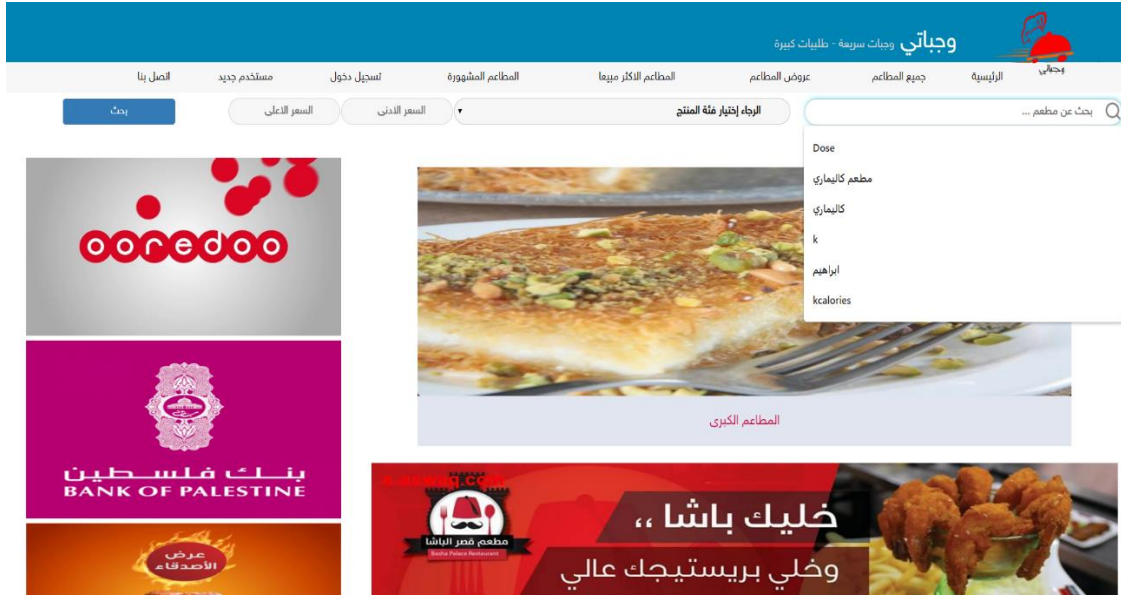 وجباتي وجبات سريعة - طلبيات كبيرة
وجباتي
الرئيسية
جميع المطاعم
عروض المطاعم
المطاعم الاكثر مبيعا
المطاعم المشهورة
تسجيل دخول
مستخدم جديد
اتصل بنا
بحث عن مطعم ...
الرجاء إختيار فئة المنتج
السعر الادنى
السعر الاعلى
بحث
Dose
مطعم كاليماري
كاليماري
k
ابراهيم
kcalories
المطاعم الكبرى
ooredoo
بنك فلسطين
BANK OF PALESTINE
عرض
الأصدقاء
مطعم قصر الباشا
Basha Palace Restaurant
خليك باشا ،،
وخلي بريستيجك عالي